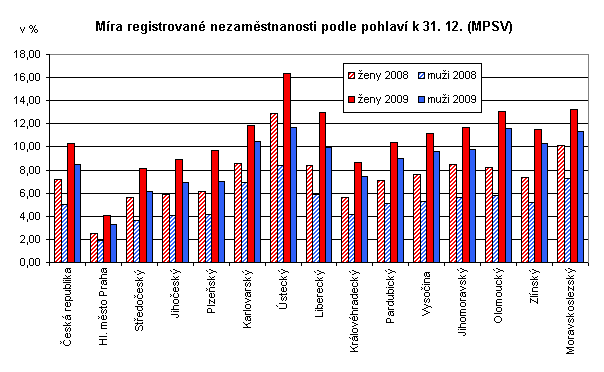 Míra registrované nezaměstnanosti podle pohlaví k 31. 12. (MPSV)
v %
18,00
16,00
14,00
12,00
10,00
8,00
6,00
4,00
2,00
0,00
ženy 2008
muži 2008
ženy 2009
muži 2009
Česká republika
Hl. město Praha
Středočeský
Jihočeský
Plzeňský
Karlovarský
Ústecký
Liberecký
Královéhradecký
Pardubický
Vysočina
Jihomoravský
Olomoucký
Zlínský
Moravskoslezský